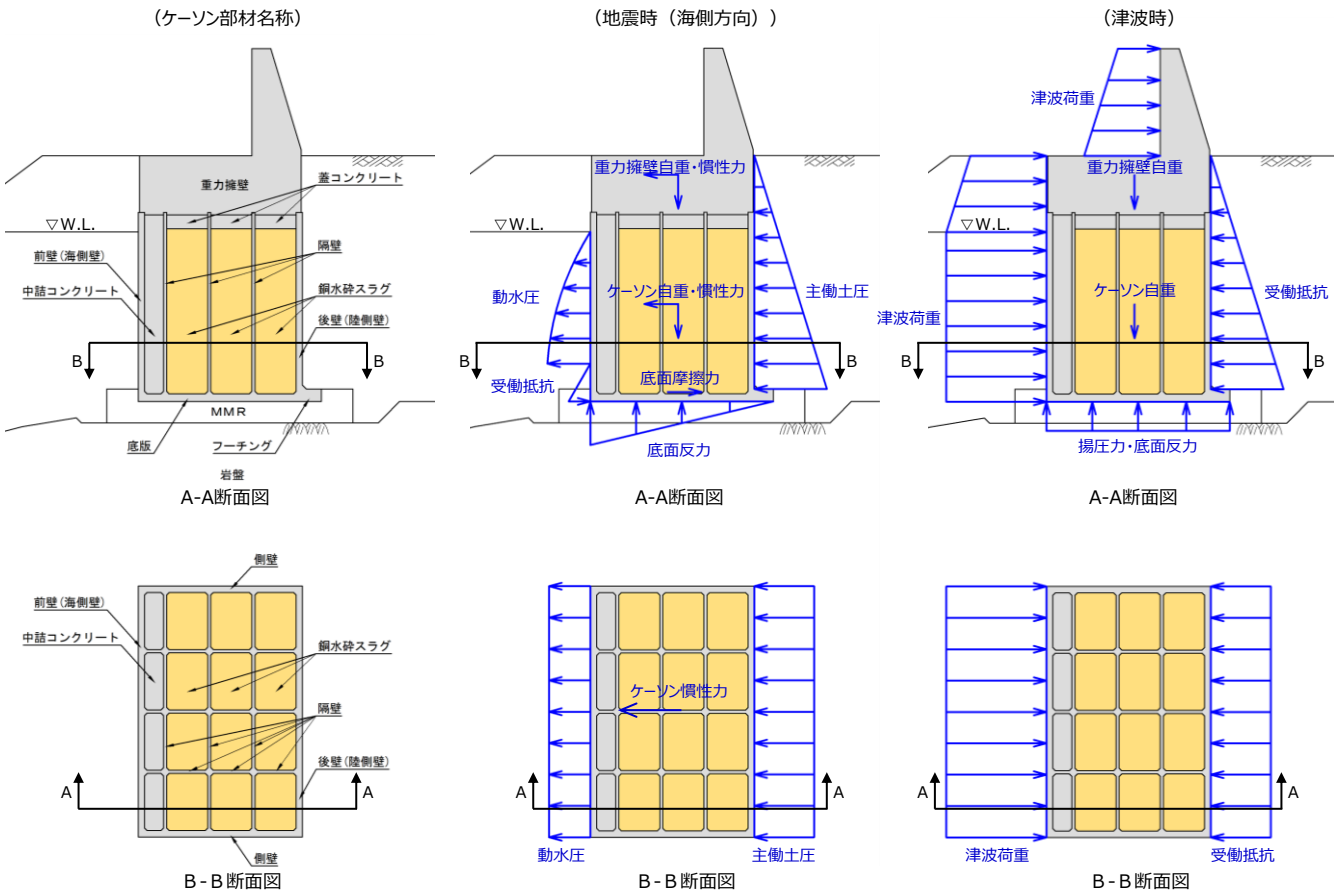 （ケーソン部材名称）
重力擁壁
蓋コンクリート
▽W.L.
隔壁
前壁(海側壁)
中詰コンクリート
銅水砕スラグ
後壁(陸側壁)
B
B
MMR
底版
フーチング
岩盤
A-A断面図
（地震時（海側方向））
重力擁壁自重・慣性力
▽W.L.
ケーソン自重・慣性力
動水圧
主働土圧
B
B
受働抵抗
底面摩擦力
底面反力
A-A断面図
（津波時）
津波荷重
重力擁壁自重
▽W.L.
ケーソン自重
受働抵抗
津波荷重
B
B
揚圧力・底面反力
A-A断面図
側壁
前壁(海側壁)
中詰コンクリート
銅水砕スラグ
隔壁
後壁(陸側壁)
A
A
側壁
B-B断面図
ケーソン慣性力
A
A
動水圧
主働土圧
B-B断面図
A
A
津波荷重
受働抵抗
B-B断面図